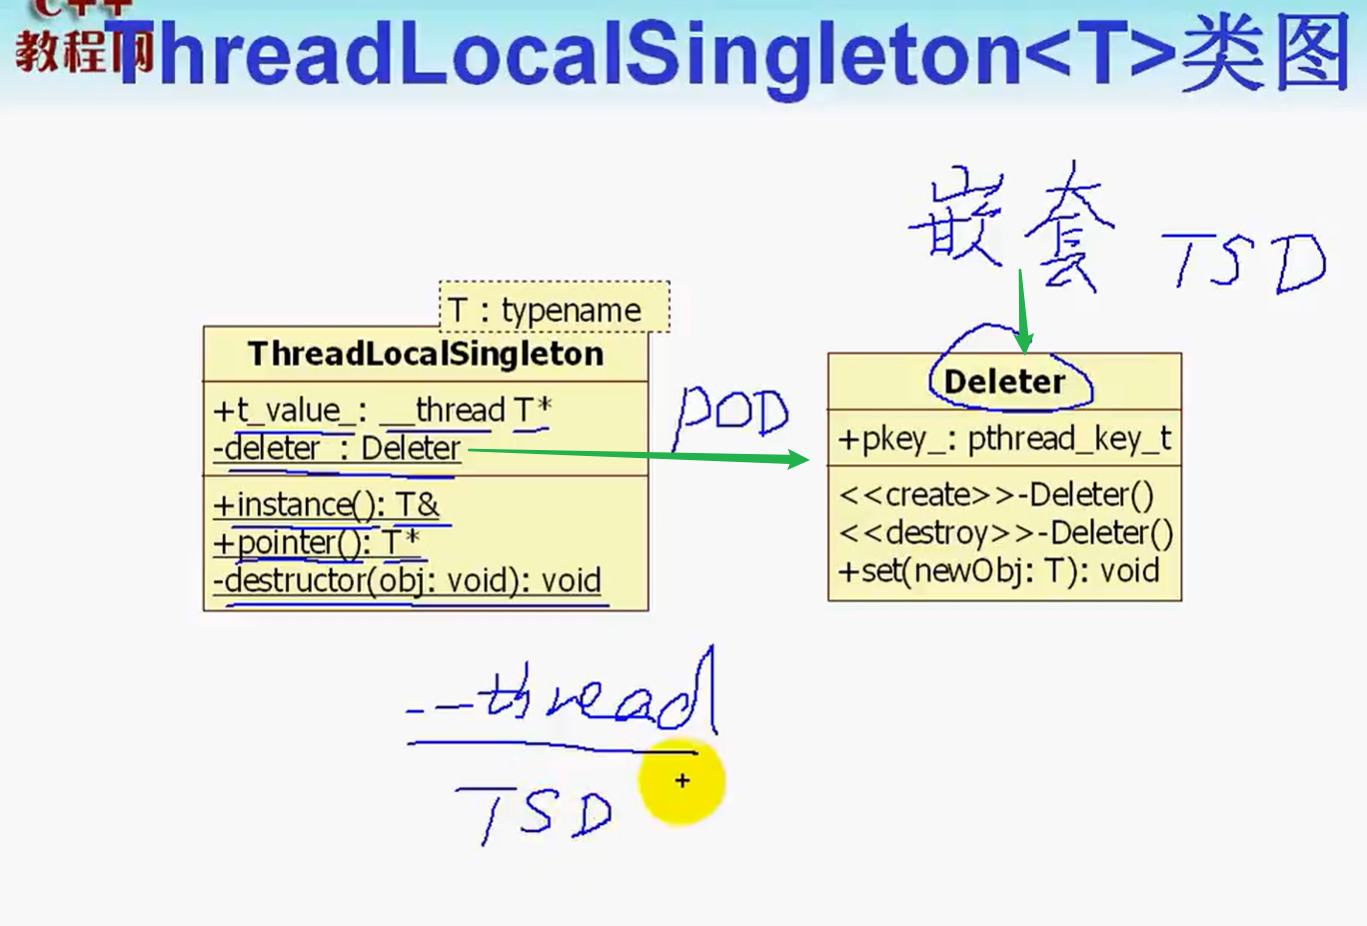 C++
教程网
ThreadLocalSingleton<T>类图
嵌套 TSD
T : typename
ThreadLocalSingleton
+t_value_: __thread T*
-deleter_: Deleter
+instance(): T&
+pointer(): T*
-destructor(obj: void): void
POD
Deleter
+pkey_: pthread_key_t
<<create>>-Deleter()
<<destroy>>-Deleter()
+set(newObj: T): void
__thread
TSD